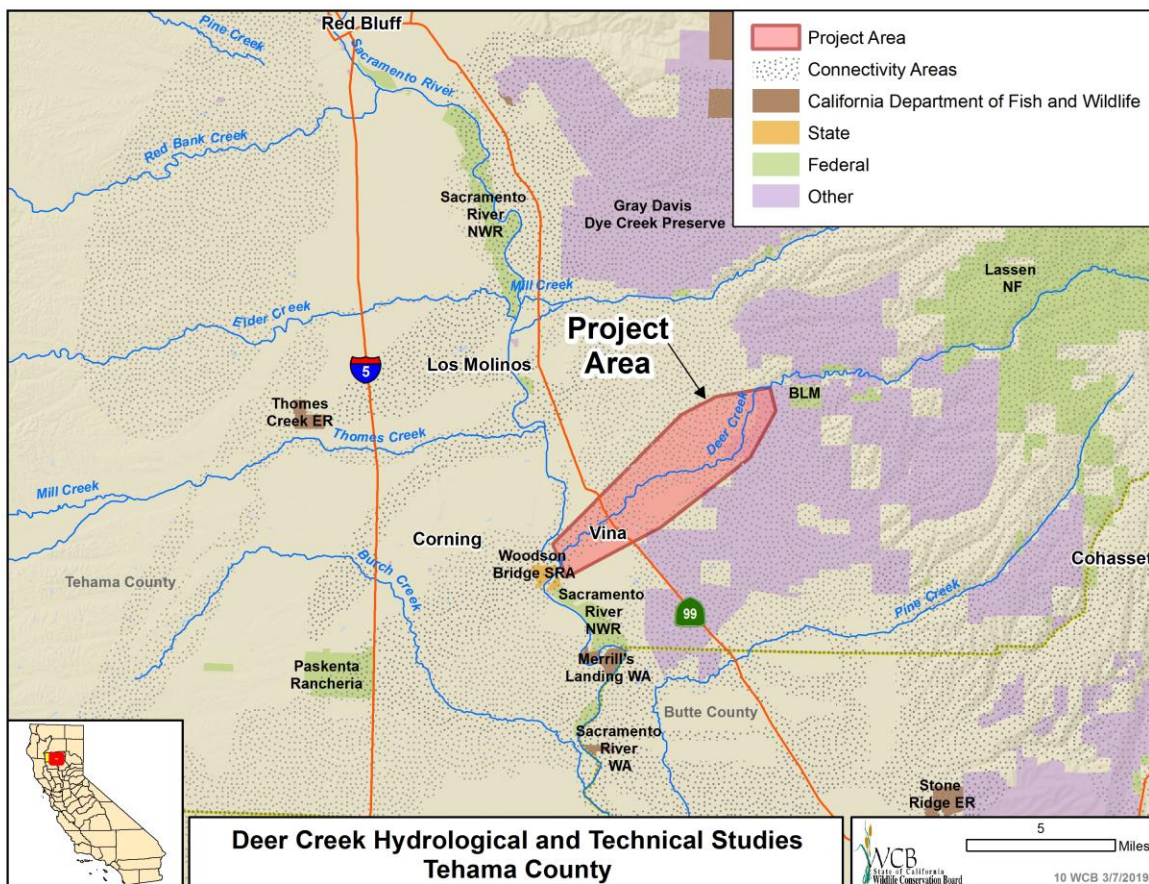 Red Bluff
Pine Creek
Sacramento River
Red Bank Creek
Project Area
Connectivity Areas
California Department of Fish and Wildlife
State
Federal
Other
Sacramento
River
NWR
Gray Davis
Dye Creek Preserve
Lassen
NF
Mill Creek
Elder Creek
Project
Area
Los Molinos
5
BLM
Thomes
Creek ER
Deer Creek
Thomes Creek
Mill Creek
Vina
Corning
Woodson
Bridge SRA
Cohasset
Tehama County
Burch Creek
Pine Creek
Sacramento
River
NWR
99
Paskenta
Rancheria
Merrill's
Landing WA
Butte County
Sacramento
River
WA
Stone
Ridge ER
Deer Creek Hydrological and Technical Studies
Tehama County
WCB
State of California
Wildlife Conservation Board
5
Miles
10 WCB 3/7/2019